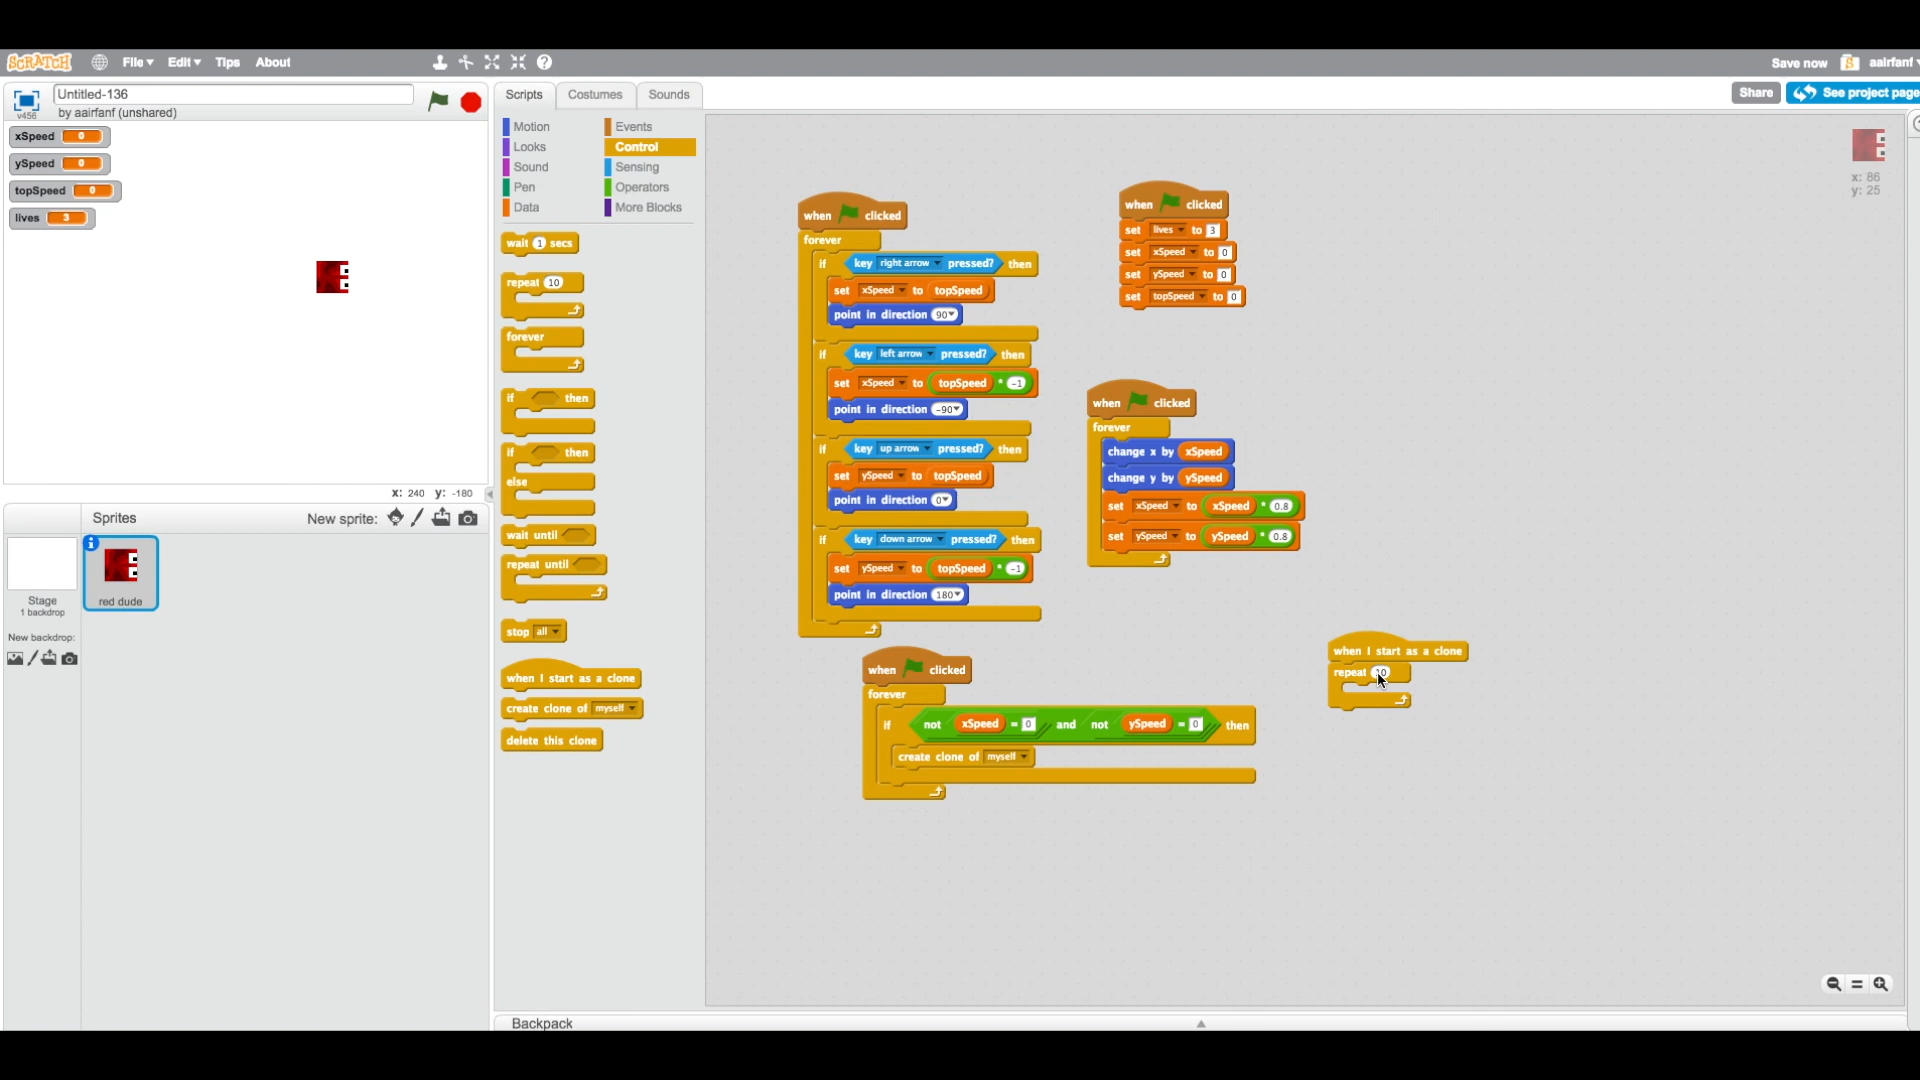 SCRATCH File Edit Tips About Save now aairfanf
Untitled-136
by aairfanf (unshared)
v456
Share See project page
xSpeed 0
ySpeed 0
topSpeed 0
lives 3
x: 240 y: -180
Sprites New sprite:
Stage
1 backdrop
New backdrop:
red dude
Scripts Costumes Sounds
Motion Events
Looks Control
Sound Sensing
Pen Operators
Data More Blocks
wait 1 secs
repeat 10
forever
if then
if then
else
wait until
repeat until
stop all
when I start as a clone
create clone of myself
delete this clone
when clicked
forever
if key right arrow pressed? then
set xSpeed to topSpeed
point in direction 90
if key left arrow pressed? then
set xSpeed to topSpeed * -1
point in direction -90
if key up arrow pressed? then
set ySpeed to topSpeed
point in direction 0
if key down arrow pressed? then
set ySpeed to topSpeed * -1
point in direction 180
when clicked
set lives to 3
set xSpeed to 0
set ySpeed to 0
set topSpeed to 0
when clicked
forever
change x by xSpeed
change y by ySpeed
set xSpeed to xSpeed * 0.8
set ySpeed to ySpeed * 0.8
when clicked
forever
if not xSpeed = 0 and not ySpeed = 0 then
create clone of myself
when I start as a clone
repeat 10
x: 86
y: 25
Backpack